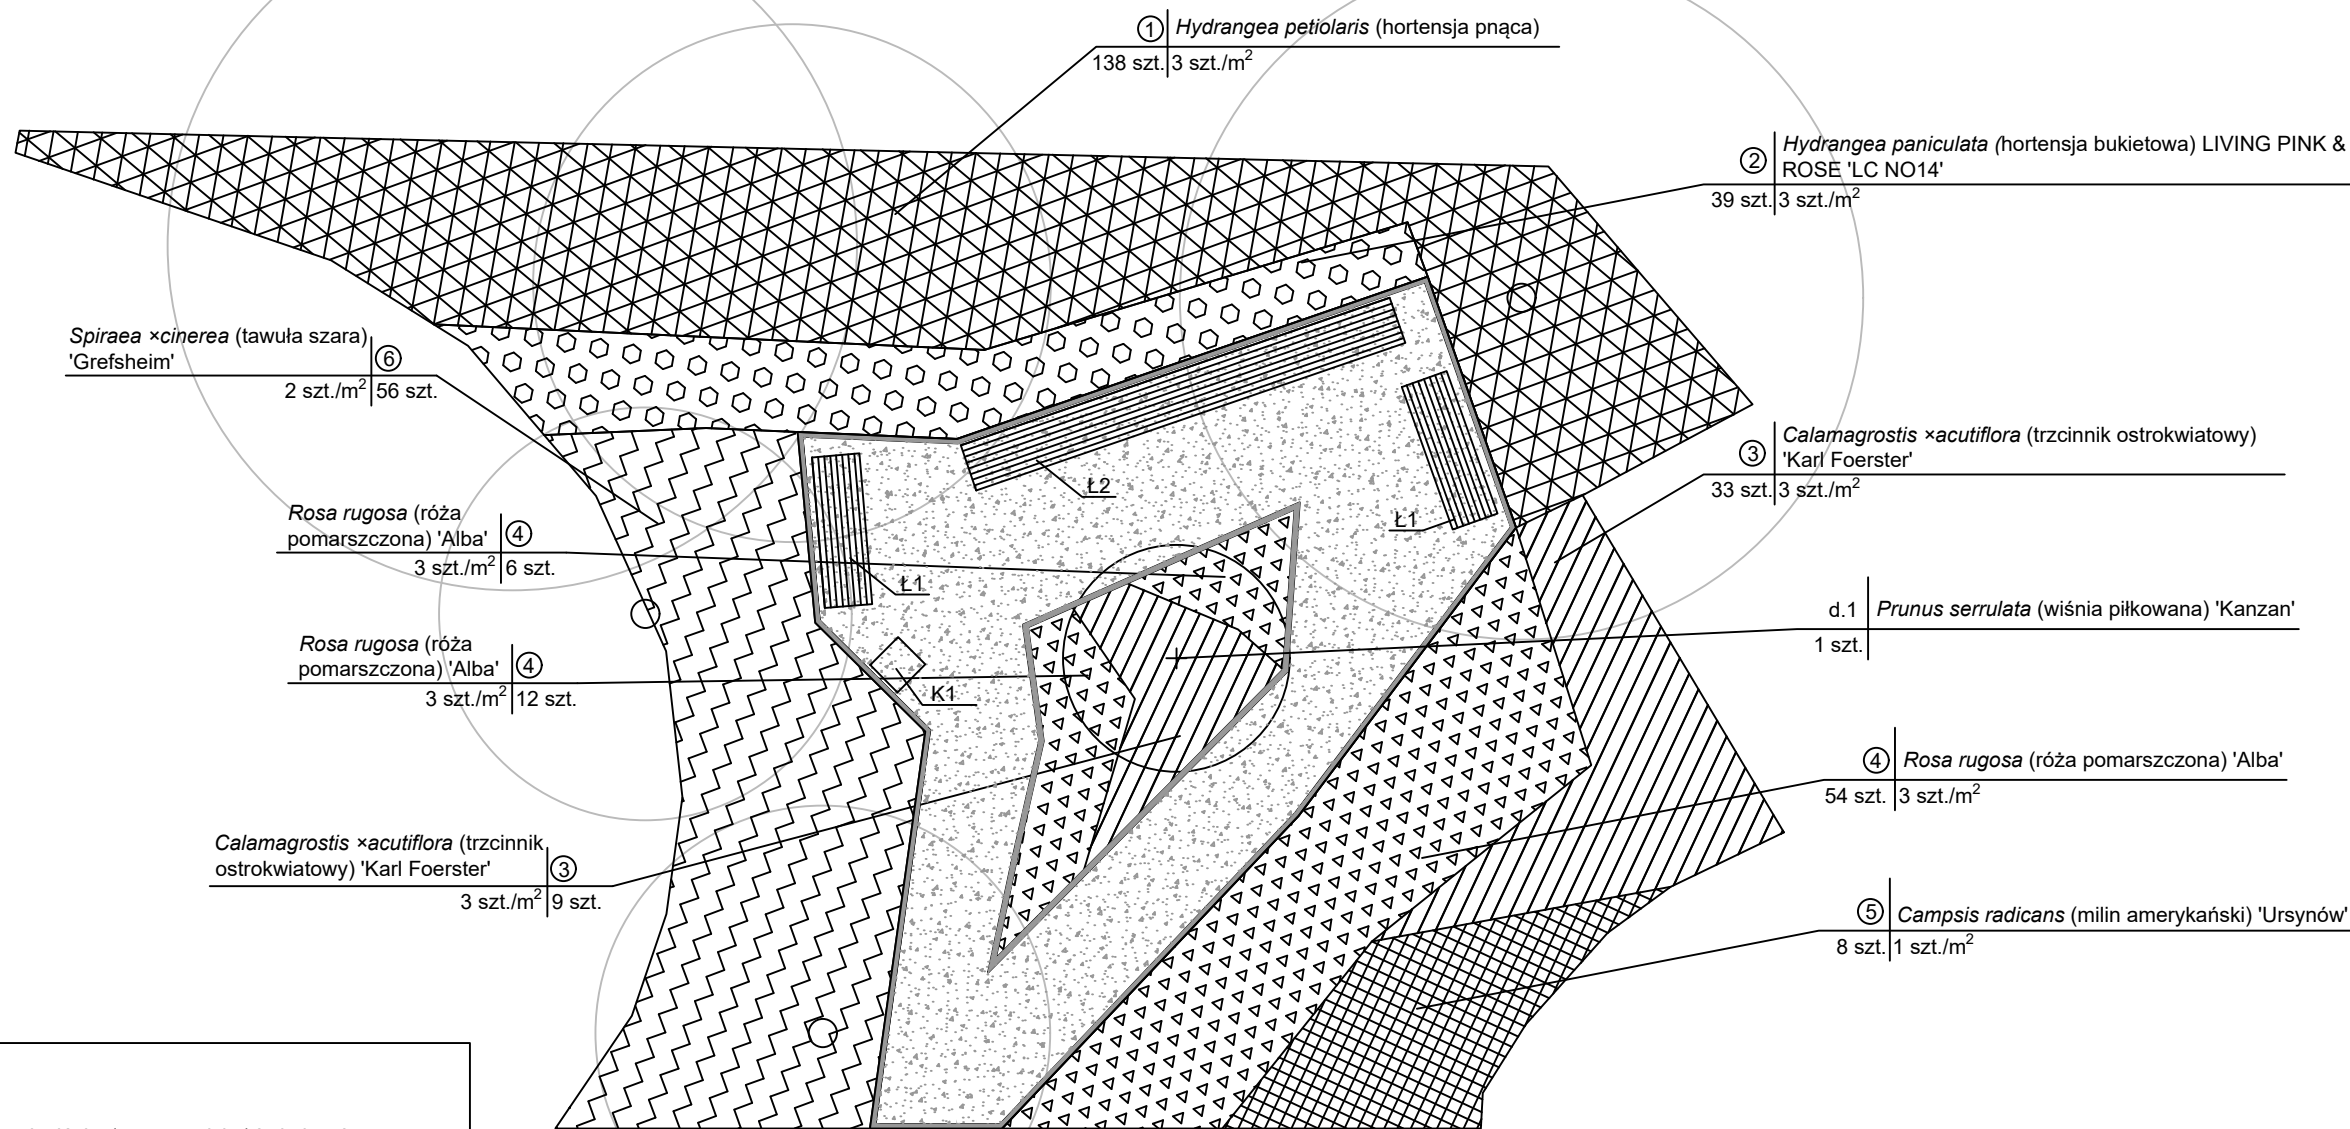 ① Hydrangea petiolaris (hortensja pnąca)
138 szt. 3 szt./m²
② Hydrangea paniculata (hortensja bukietowa) LIVING PINK &
ROSE 'LC NO14'
39 szt. 3 szt./m²
Spiraea ×cinerea (tawuła szara)
'Grefsheim' ⑥
2 szt./m² 56 szt.
③ Calamagrostis ×acutiflora (trzcinnik ostrokwiatowy)
'Karl Foerster'
33 szt. 3 szt./m²
Ł2
Ł1
Rosa rugosa (róża
pomarszczona) 'Alba' ④
3 szt./m² 6 szt.
Ł1
d.1 Prunus serrulata (wiśnia piłkowana) 'Kanzan'
1 szt.
Rosa rugosa (róża
pomarszczona) 'Alba' ④
3 szt./m² 12 szt.
K1
④ Rosa rugosa (róża pomarszczona) 'Alba'
54 szt. 3 szt./m²
Calamagrostis ×acutiflora (trzcinnik
ostrokwiatowy) 'Karl Foerster' ③
3 szt./m² 9 szt.
⑤ Campsis radicans (milin amerykański) 'Ursynów'
8 szt. 1 szt./m²